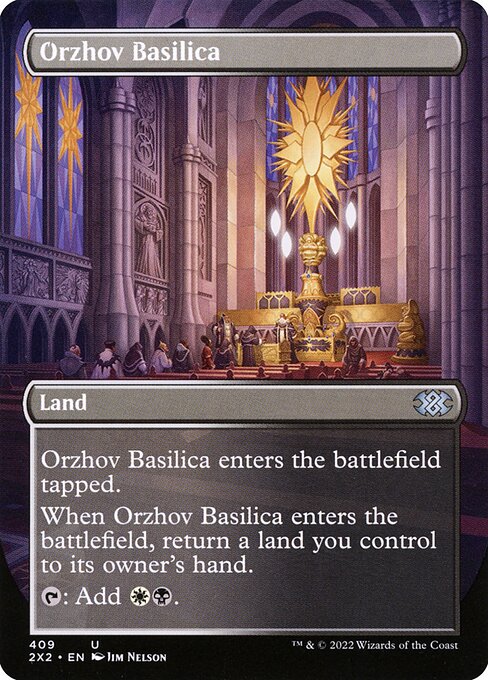 Orzhov Basilica
Land
Orzhov Basilica enters the battlefield
tapped.
When Orzhov Basilica enters the
battlefield, return a land you control
to its owner's hand.
: Add .
409 U
2X2 • EN Jim Nelson
™ & © 2022 Wizards of the Coast